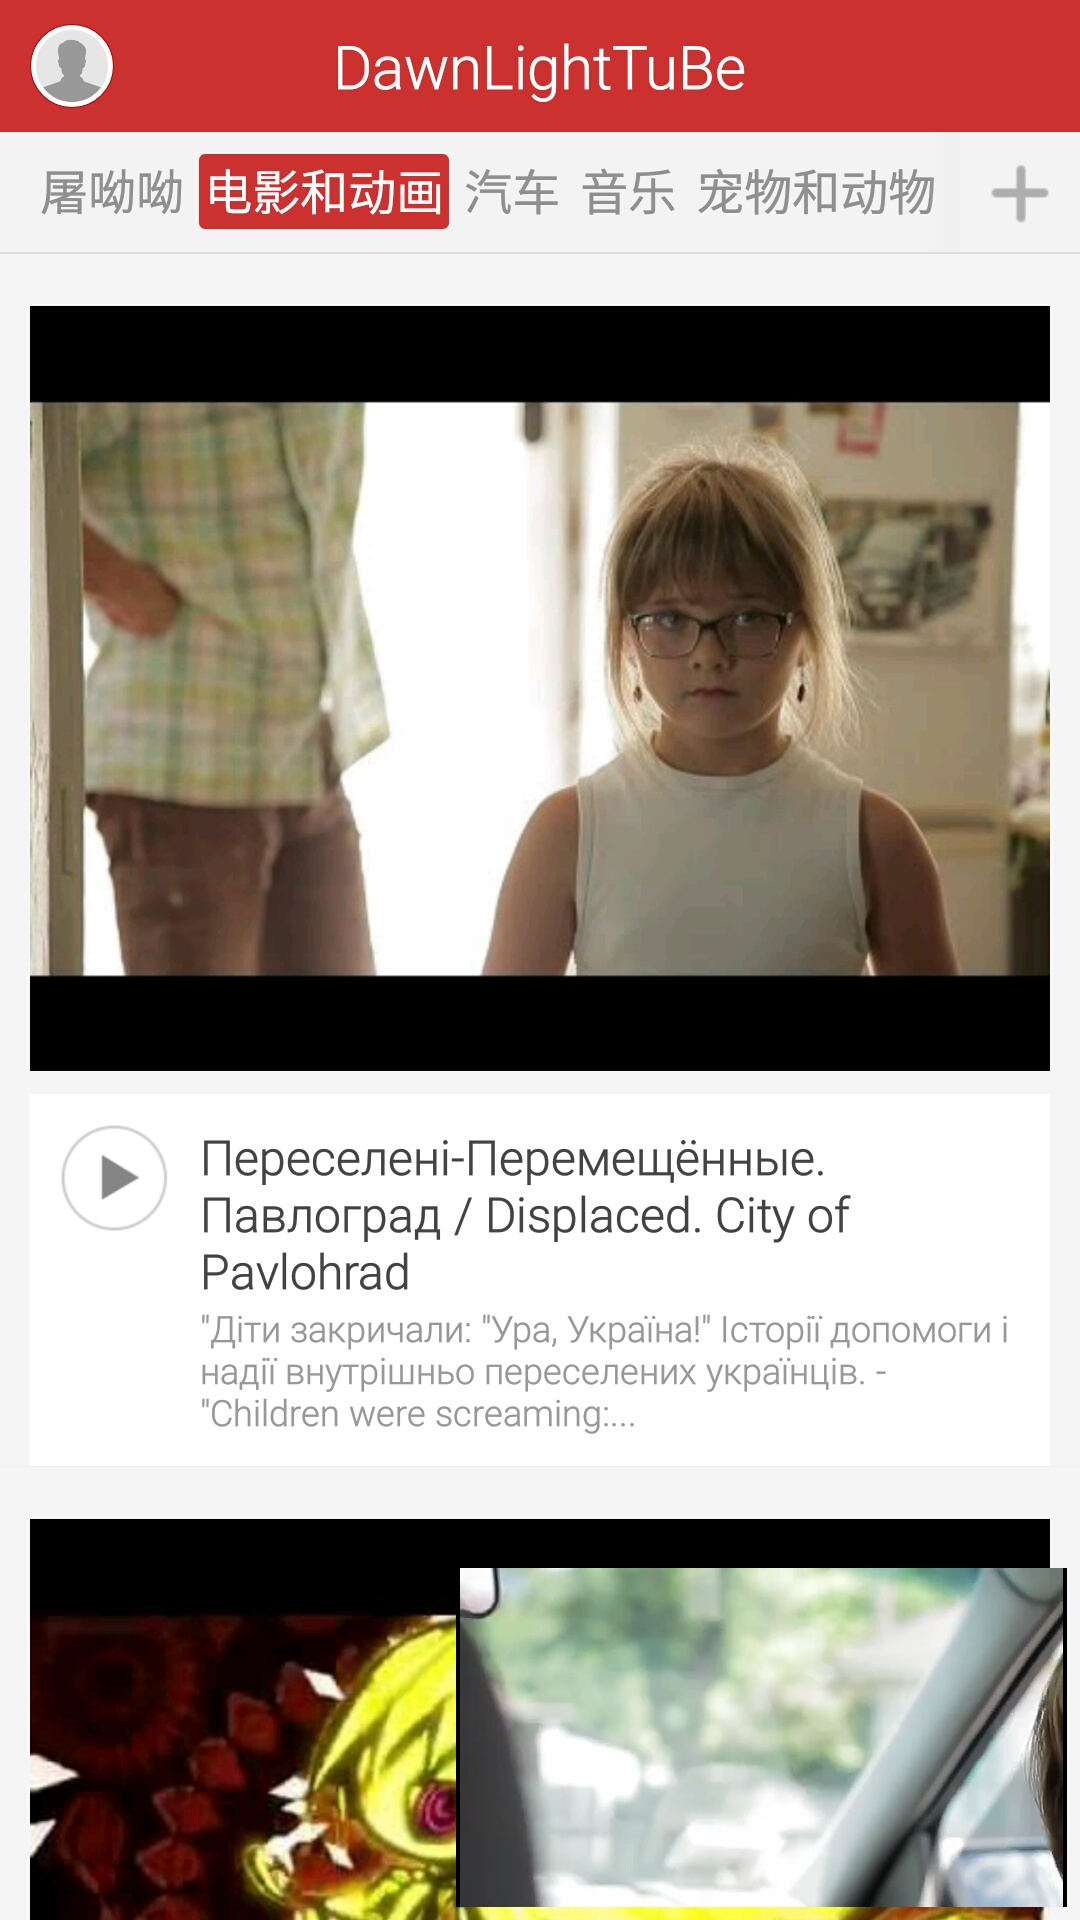 DawnLightTuBe
屠呦呦 电影和动画 汽车 音乐 宠物和动物
Переселені-Перемещённые.
Павлоград / Displaced. City of
Pavlohrad
"Діти закричали: "Ура, Україна!" Історії допомоги і
надії внутрішньо переселених українців. -
"Children were screaming:...